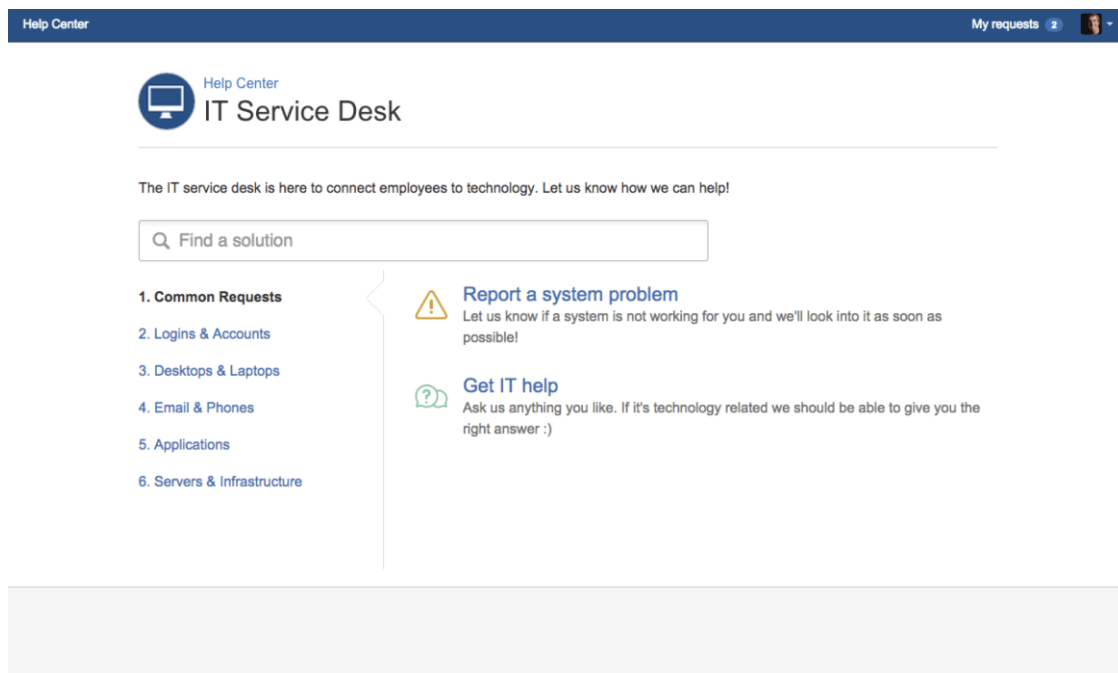 Help Center
My requests 2
Help Center
IT Service Desk
The IT service desk is here to connect employees to technology. Let us know how we can help!
Find a solution
1. Common Requests
2. Logins & Accounts
3. Desktops & Laptops
4. Email & Phones
5. Applications
6. Servers & Infrastructure
Report a system problem
Let us know if a system is not working for you and we'll look into it as soon as
possible!
Get IT help
Ask us anything you like. If it's technology related we should be able to give you the
right answer :)